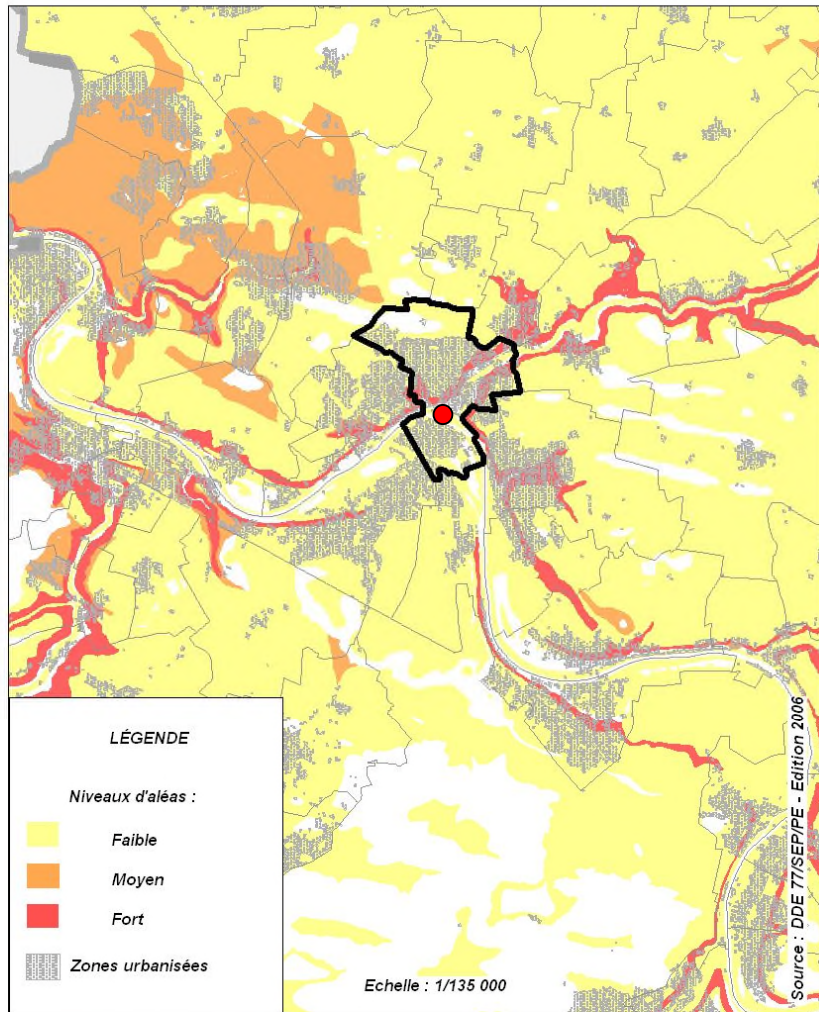 LÉGENDE
Niveaux d'aléas :
Faible
Moyen
Fort
Zones urbanisées
Echelle : 1/135 000
Source : DDE 77/SEP/PE - Edition 2006